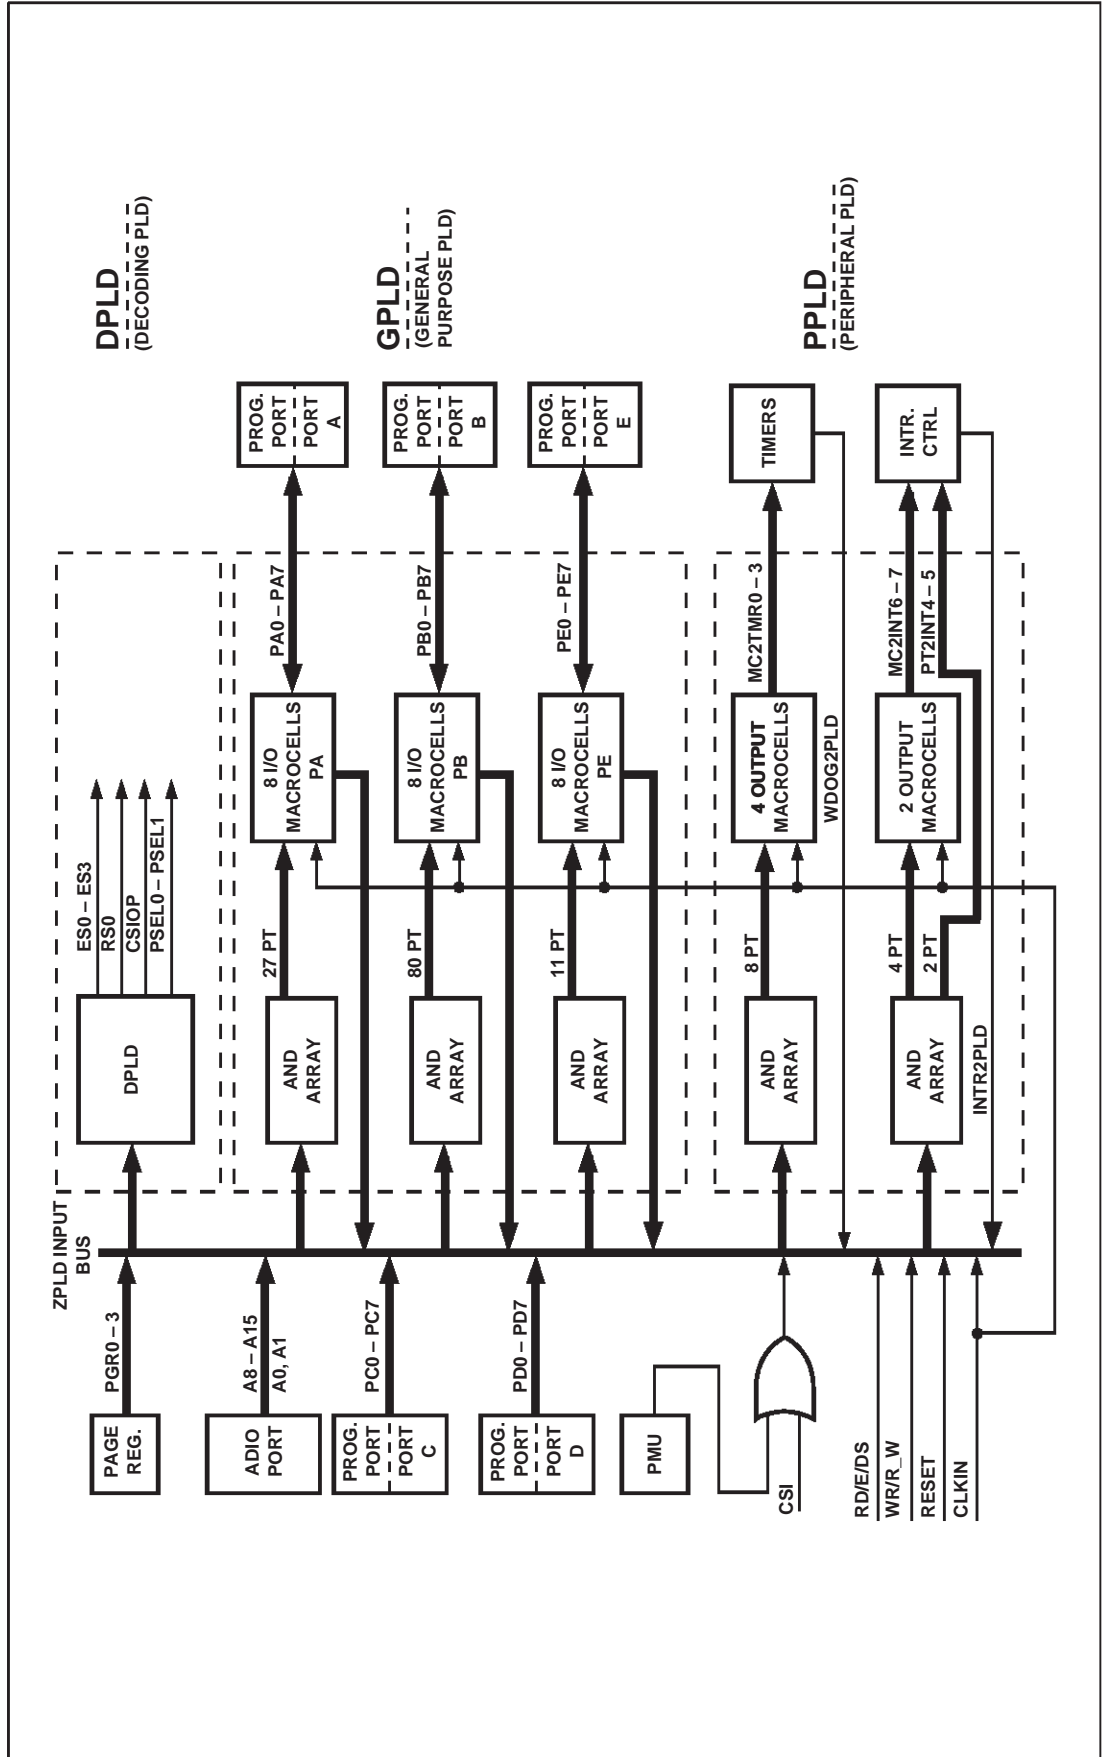 DPLD
(DECODING PLD)
GPLD
(GENERAL
PURPOSE PLD)
PPLD
(PERIPHERAL PLD)
PROG.
PORT
PORT
A
PROG.
PORT
PORT
B
PROG.
PORT
PORT
E
TIMERS
INTR.
CTRL
PA0 – PA7
PB0 – PB7
PE0 – PE7
MC2TMR0 – 3
MC2INT6 – 7
PT2INT4 – 5
ES0 – ES3
RS0
CSIOP
PSEL0 – PSEL1
8 I/O
MACROCELLS
PA
8 I/O
MACROCELLS
PB
8 I/O
MACROCELLS
PE
4 OUTPUT
MACROCELLS
WDOG2PLD
2 OUTPUT
MACROCELLS
27 PT
80 PT
11 PT
8 PT
4 PT
2 PT
DPLD
AND
ARRAY
AND
ARRAY
AND
ARRAY
AND
ARRAY
AND
ARRAY
INTR2PLD
ZPLD INPUT
BUS
PGR0 – 3
A8 – A15
A0, A1
PC0 – PC7
PD0 – PD7
PAGE
REG.
ADIO
PORT
PROG.
PORT
PORT
C
PROG.
PORT
PORT
D
PMU
CSI
RD/E/DS
WR/R_W
RESET
CLKIN